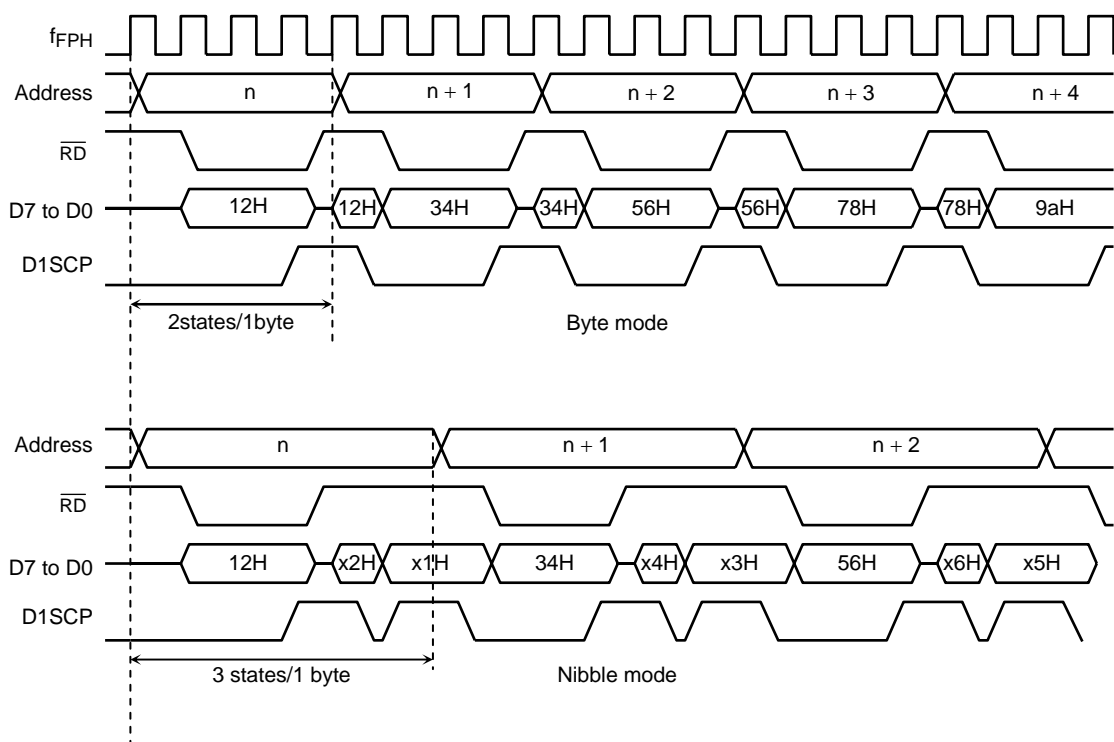 fFPH
Address n n + 1 n + 2 n + 3 n + 4
RD
D7 to D0 12H 12H 34H 34H 56H 56H 78H 78H 9aH
D1SCP
2states/1byte Byte mode
Address n n + 1 n + 2
RD
D7 to D0 12H x2H x1H 34H x4H x3H 56H x6H x5H
D1SCP
3 states/1 byte Nibble mode